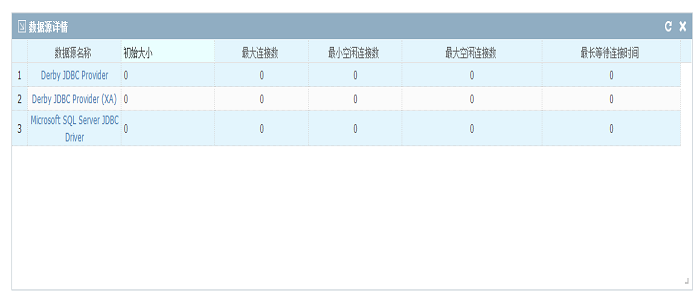 数据源详情
数据源名称 初始大小 最大连接数 最小空闲连接数 最大空闲连接数 最长等待连接时间
1 Derby JDBC Provider 0 0 0 0 0
2 Derby JDBC Provider (XA) 0 0 0 0 0
3 Microsoft SQL Server JDBC Driver 0 0 0 0 0